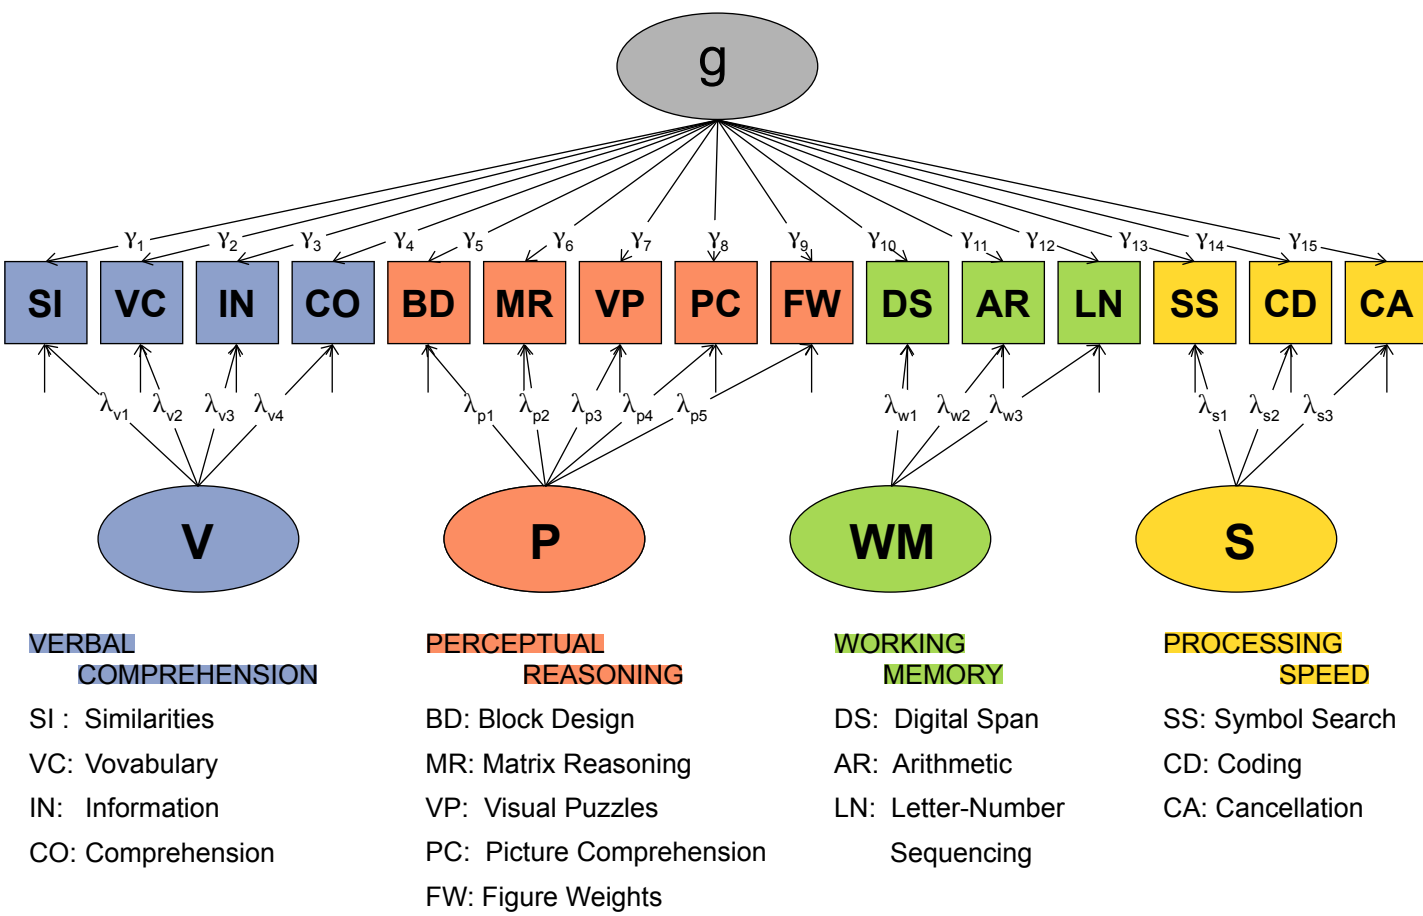 g
γ1 γ2 γ3 γ4 γ5 γ6 γ7 γ8 γ9 γ10 γ11 γ12 γ13 γ14 γ15
SI VC IN CO BD MR VP PC FW DS AR LN SS CD CA
λv1 λv2 λv3 λv4 λp1 λp2 λp3 λp4 λp5 λw1 λw2 λw3 λs1 λs2 λs3
V P WM S
VERBAL
COMPREHENSION
SI : Similarities
VC: Vovabulary
IN: Information
CO: Comprehension
PERCEPTUAL
REASONING
BD: Block Design
MR: Matrix Reasoning
VP: Visual Puzzles
PC: Picture Comprehension
FW: Figure Weights
WORKING
MEMORY
DS: Digital Span
AR: Arithmetic
LN: Letter-Number
Sequencing
PROCESSING
SPEED
SS: Symbol Search
CD: Coding
CA: Cancellation